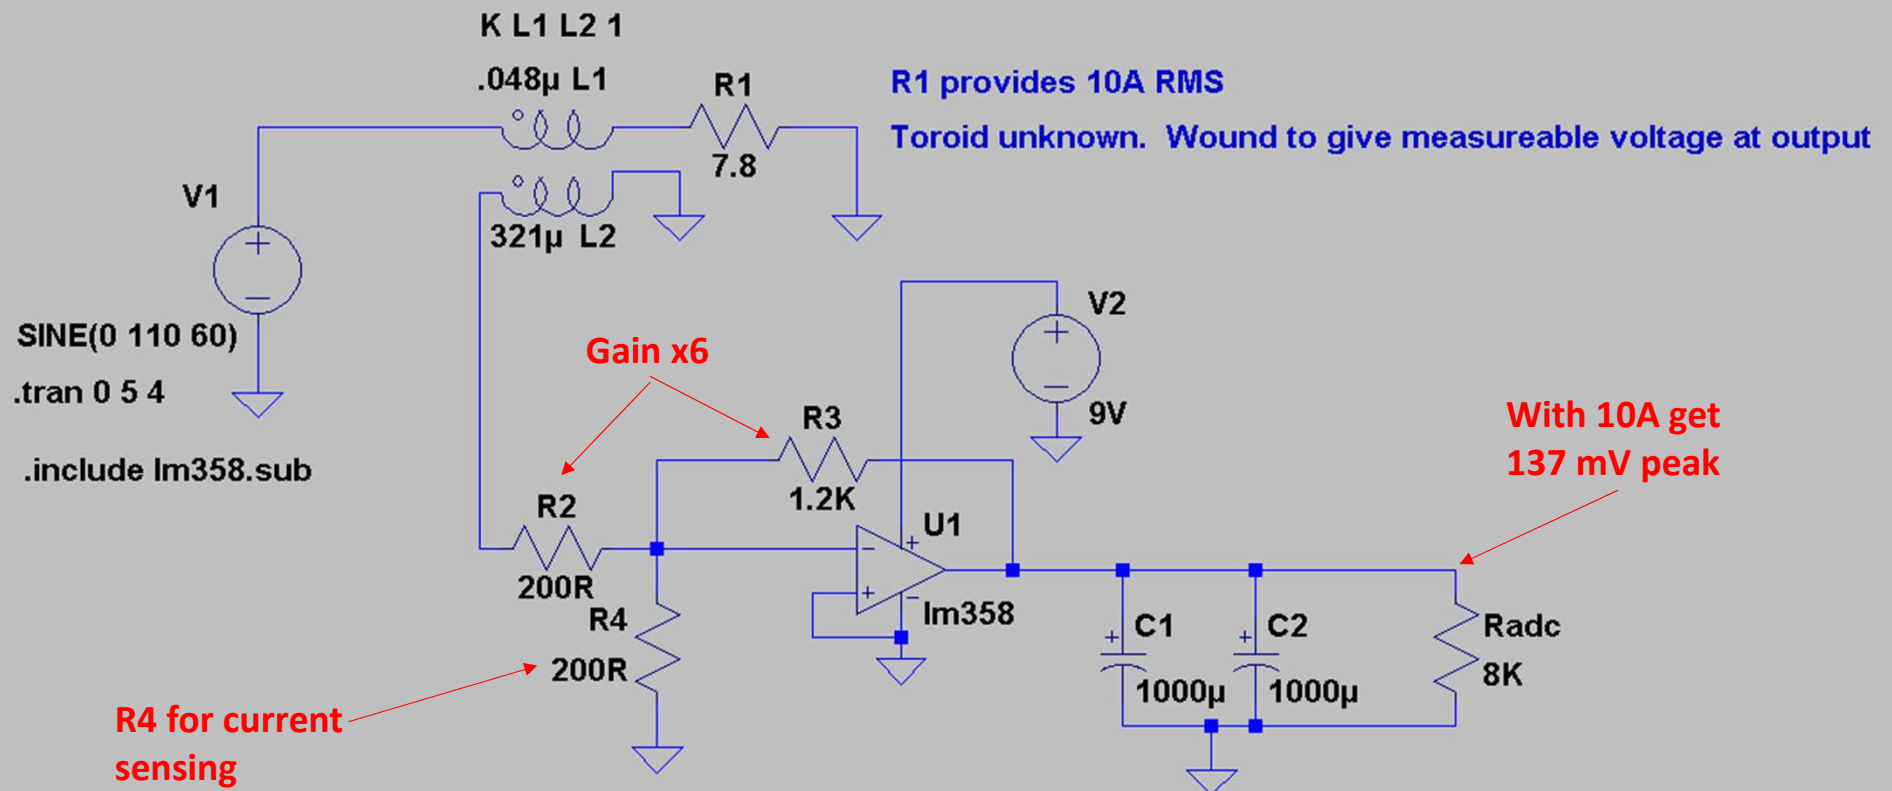 K L1 L2 1
.048µ L1
R1
7.8
R1 provides 10A RMS
Toroid unknown.  Wound to give measureable voltage at output
V1
321µ L2
SINE(0 110 60)
.tran 0 5 4
.include lm358.sub
Gain x6
V2
9V
R3
1.2K
With 10A get
137 mV peak
R2
200R
U1
lm358
R4
200R
C1
1000µ
C2
1000µ
Radc
8K
R4 for current
sensing